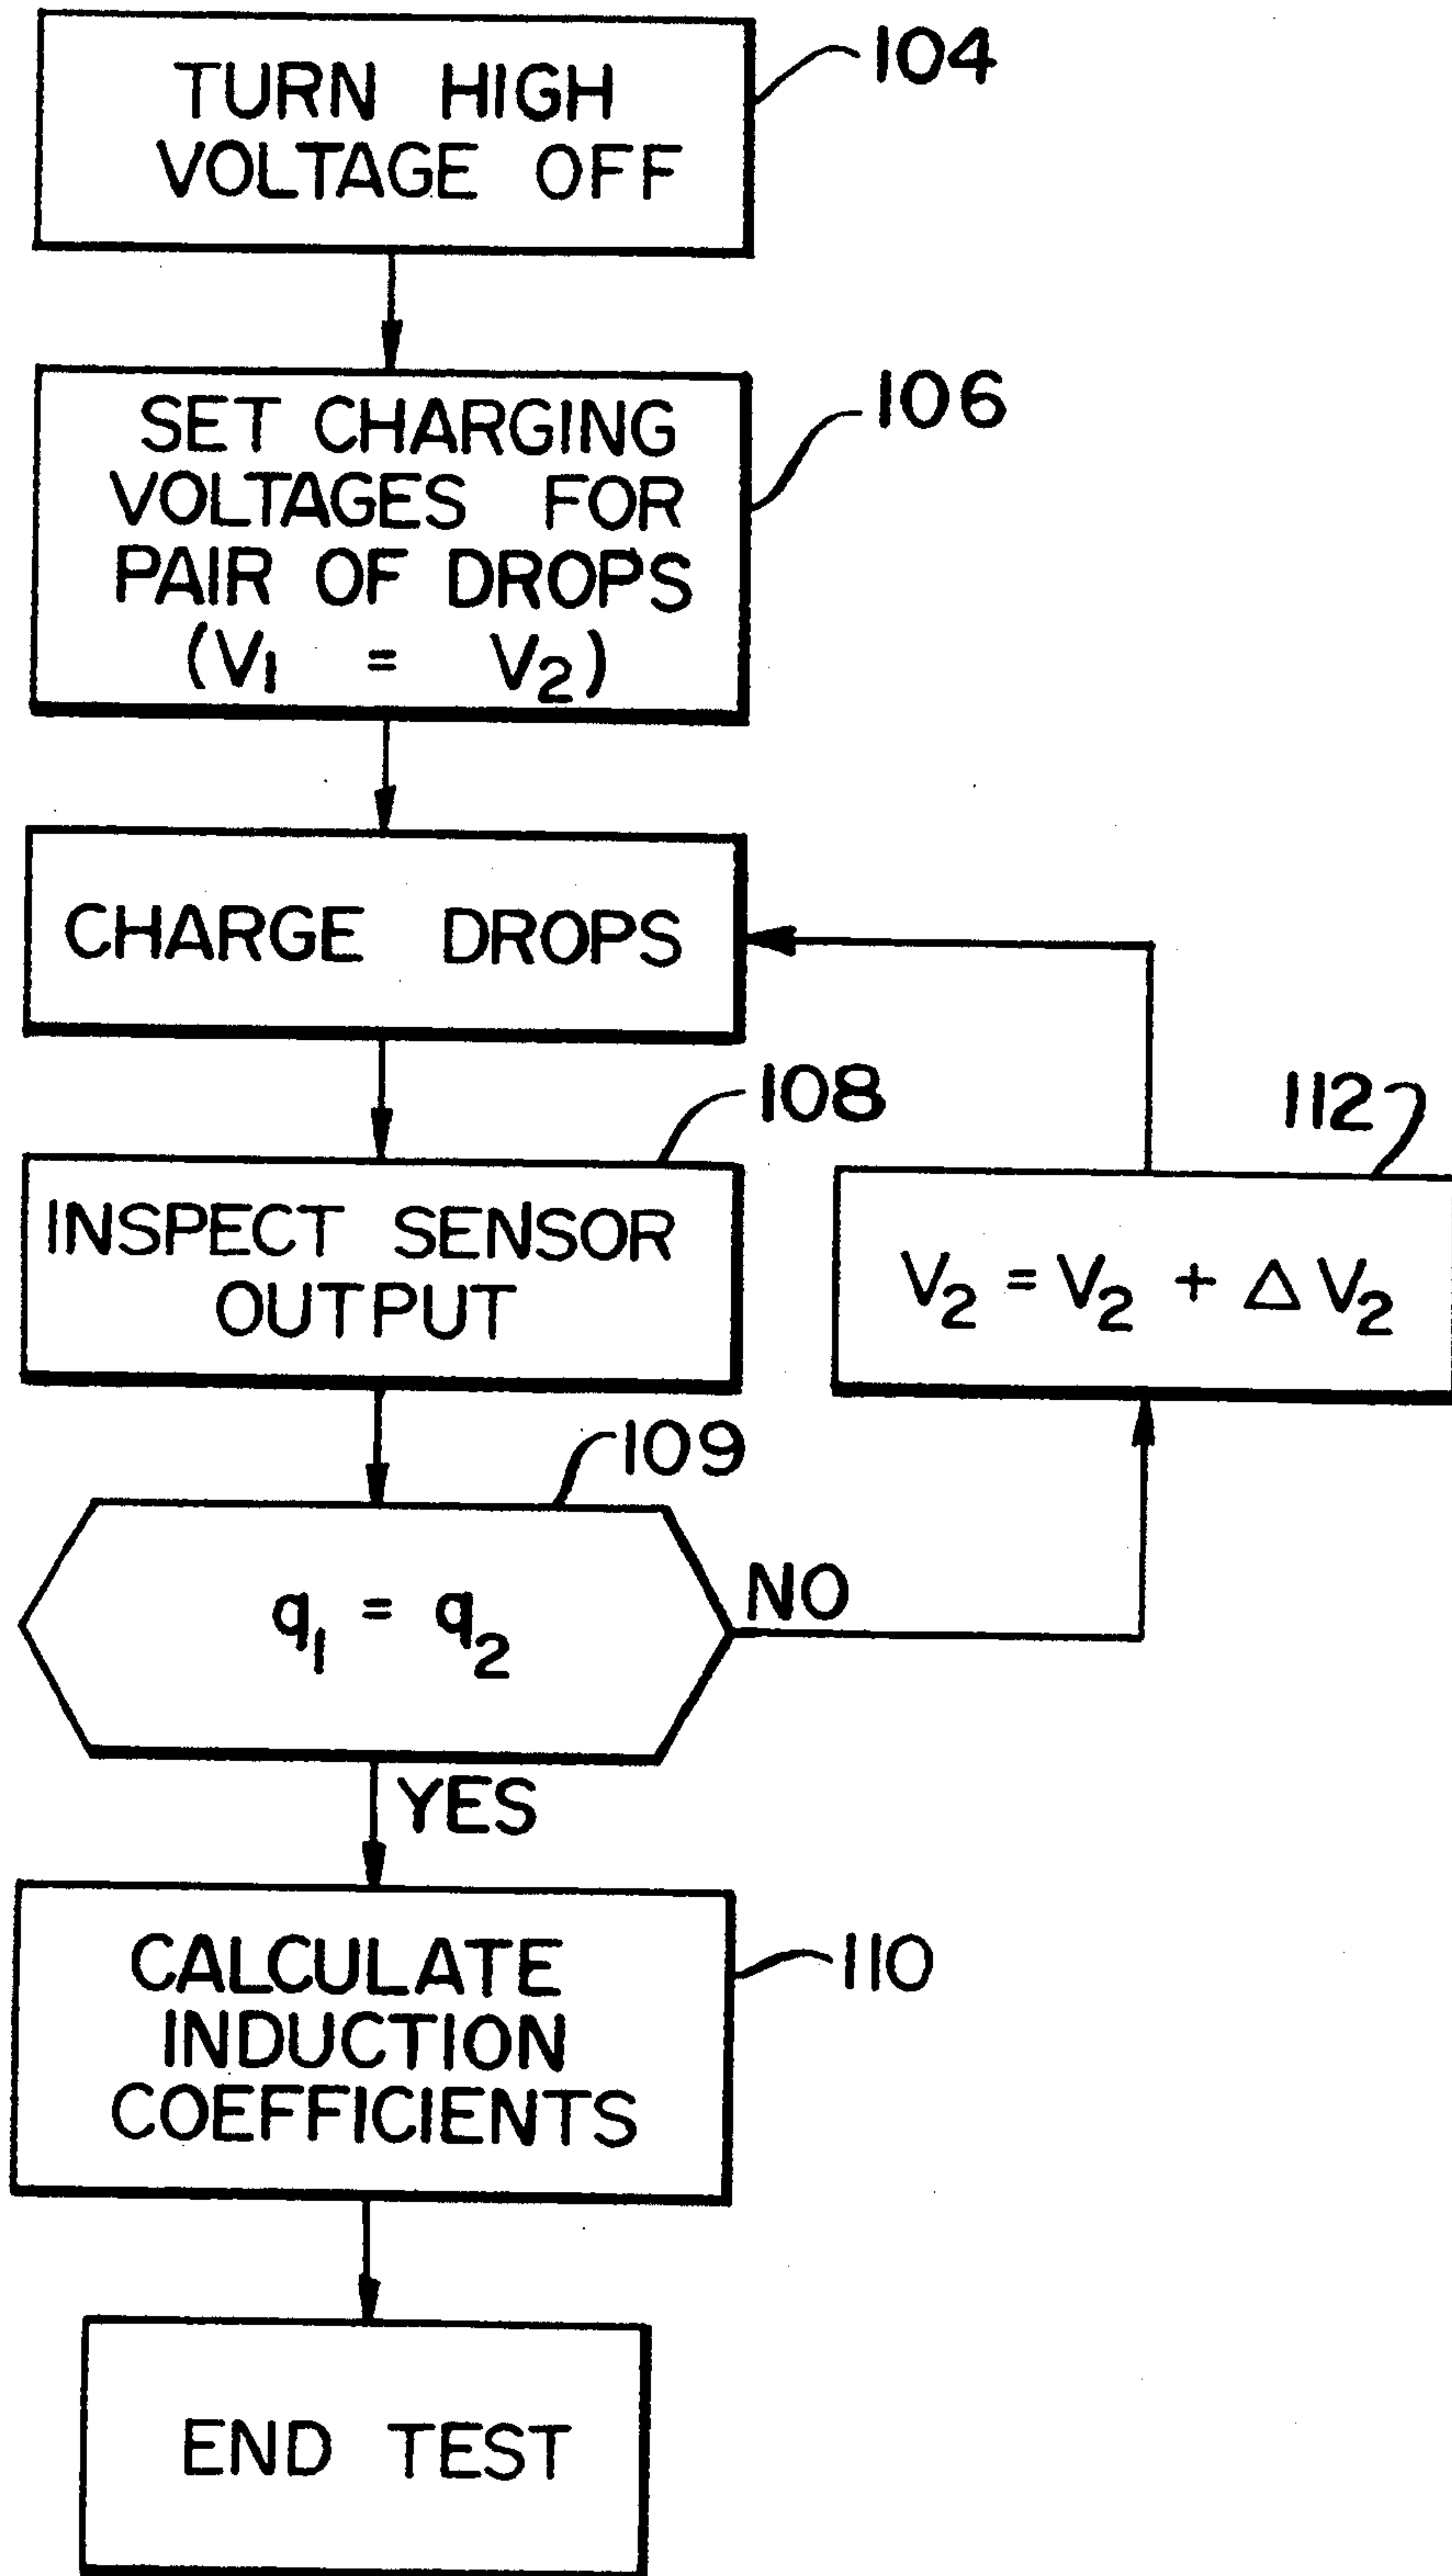 TURN HIGH
VOLTAGE OFF
104
SET CHARGING
VOLTAGES FOR
PAIR OF DROPS
(V₁ = V₂)
106
CHARGE DROPS
108
INSPECT SENSOR
OUTPUT
112
V₂ = V₂ + Δ V₂
109
q₁ = q₂
NO
YES
CALCULATE
INDUCTION
COEFFICIENTS
110
END TEST